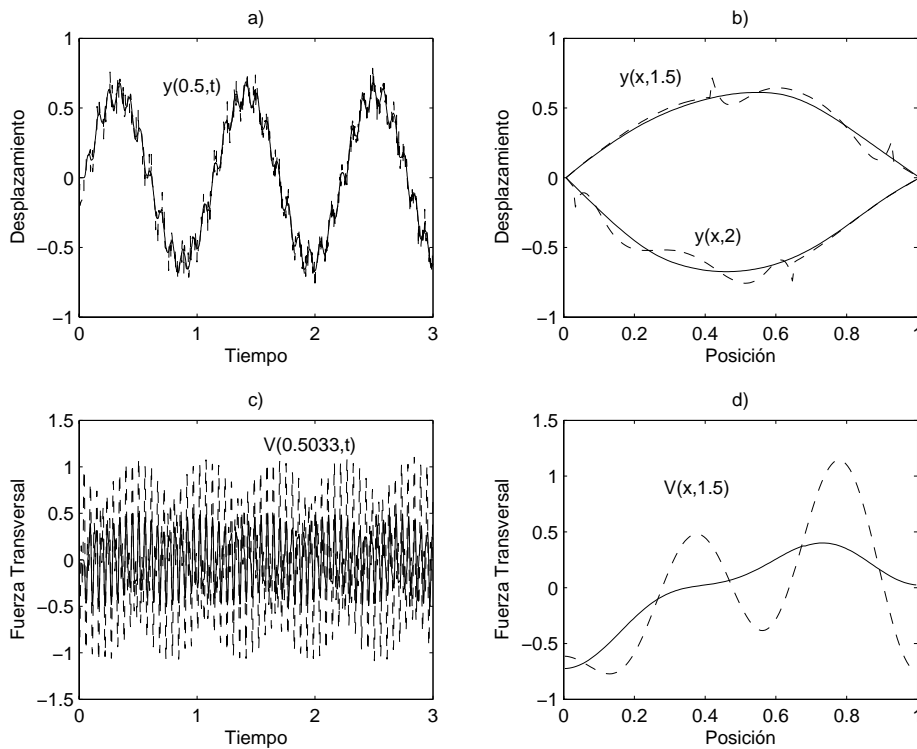 a)
1
0.5
0
−0.5
−1
0
1
2
3
Desplazamiento
Tiempo
y(0.5,t)
b)
1
0.5
0
−0.5
−1
0
0.2
0.4
0.6
0.8
1
Desplazamiento
Posición
y(x,1.5)
y(x,2)
c)
1.5
1
0.5
0
−0.5
−1
−1.5
0
1
2
3
Fuerza Transversal
Tiempo
V(0.5033,t)
d)
1.5
1
0.5
0
−0.5
−1
0
0.2
0.4
0.6
0.8
1
Fuerza Transversal
Posición
V(x,1.5)